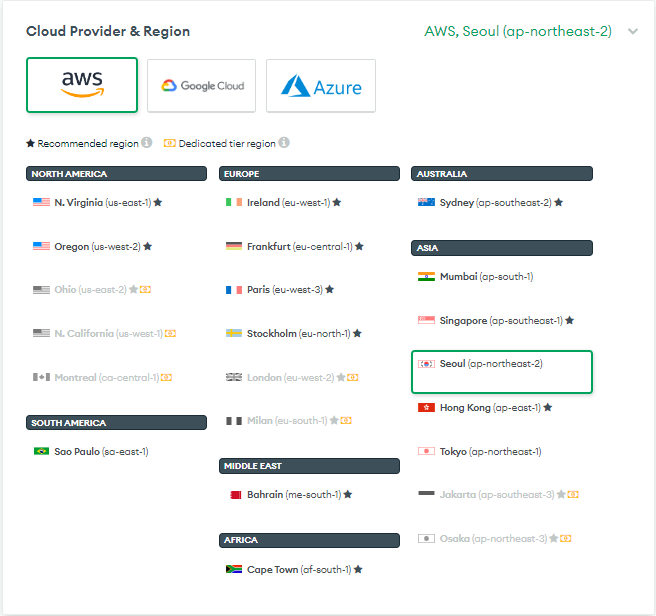 Cloud Provider & Region
AWS, Seoul (ap-northeast-2)
aws
Google Cloud
Azure
★ Recommended region
Dedicated tier region
NORTH AMERICA
N. Virginia (us-east-1) ★
Oregon (us-west-2) ★
Ohio (us-east-2) ★
N. California (us-west-1)
Montreal (ca-central-1)
SOUTH AMERICA
Sao Paulo (sa-east-1)
EUROPE
Ireland (eu-west-1) ★
Frankfurt (eu-central-1) ★
Paris (eu-west-3) ★
Stockholm (eu-north-1) ★
London (eu-west-2) ★
Milan (eu-south-1) ★
MIDDLE EAST
Bahrain (me-south-1) ★
AFRICA
Cape Town (af-south-1) ★
AUSTRALIA
Sydney (ap-southeast-2) ★
ASIA
Mumbai (ap-south-1)
Singapore (ap-southeast-1) ★
Seoul (ap-northeast-2)
Hong Kong (ap-east-1) ★
Tokyo (ap-northeast-1)
Jakarta (ap-southeast-3) ★
Osaka (ap-northeast-3) ★